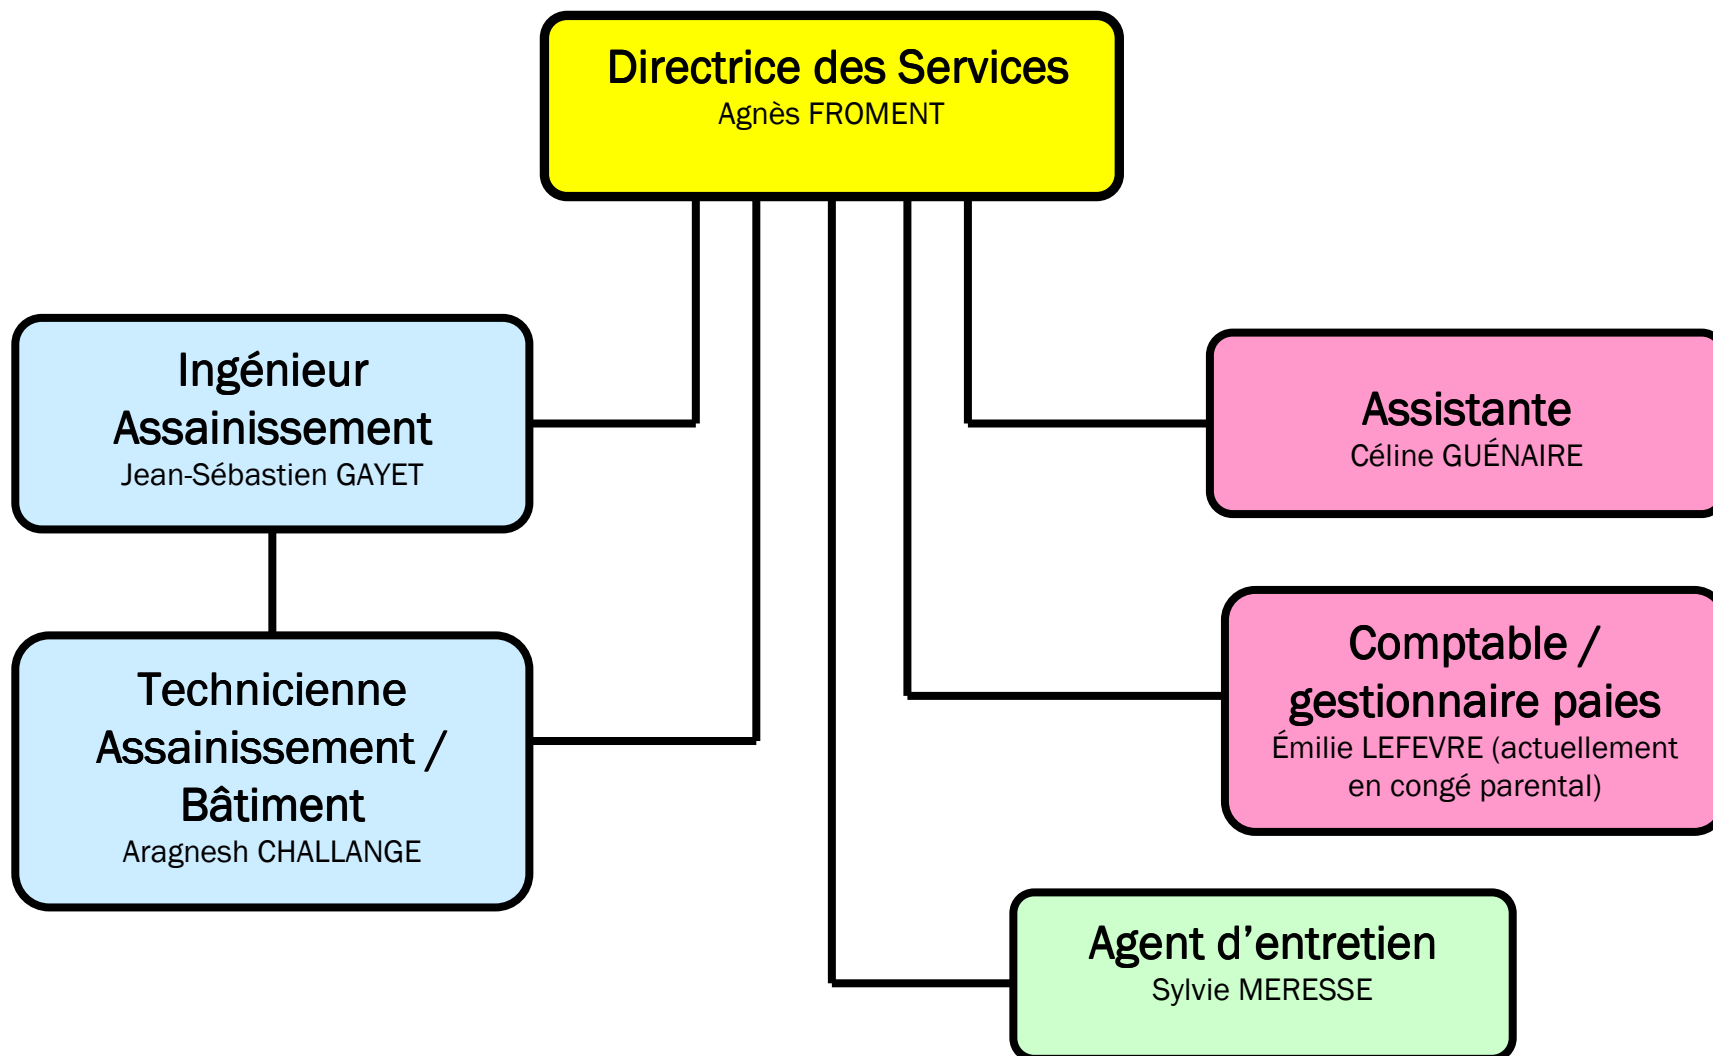 Directrice des Services
Agnès FROMENT
Ingénieur
Assainissement
Jean-Sébastien GAYET
Technicienne
Assainissement /
Bâtiment
Aragnesh CHALLANGE
Assistante
Céline GUÉNAIRE
Comptable /
gestionnaire paies
Émilie LEFEVRE (actuellement
en congé parental)
Agent d’entretien
Sylvie MERESSE